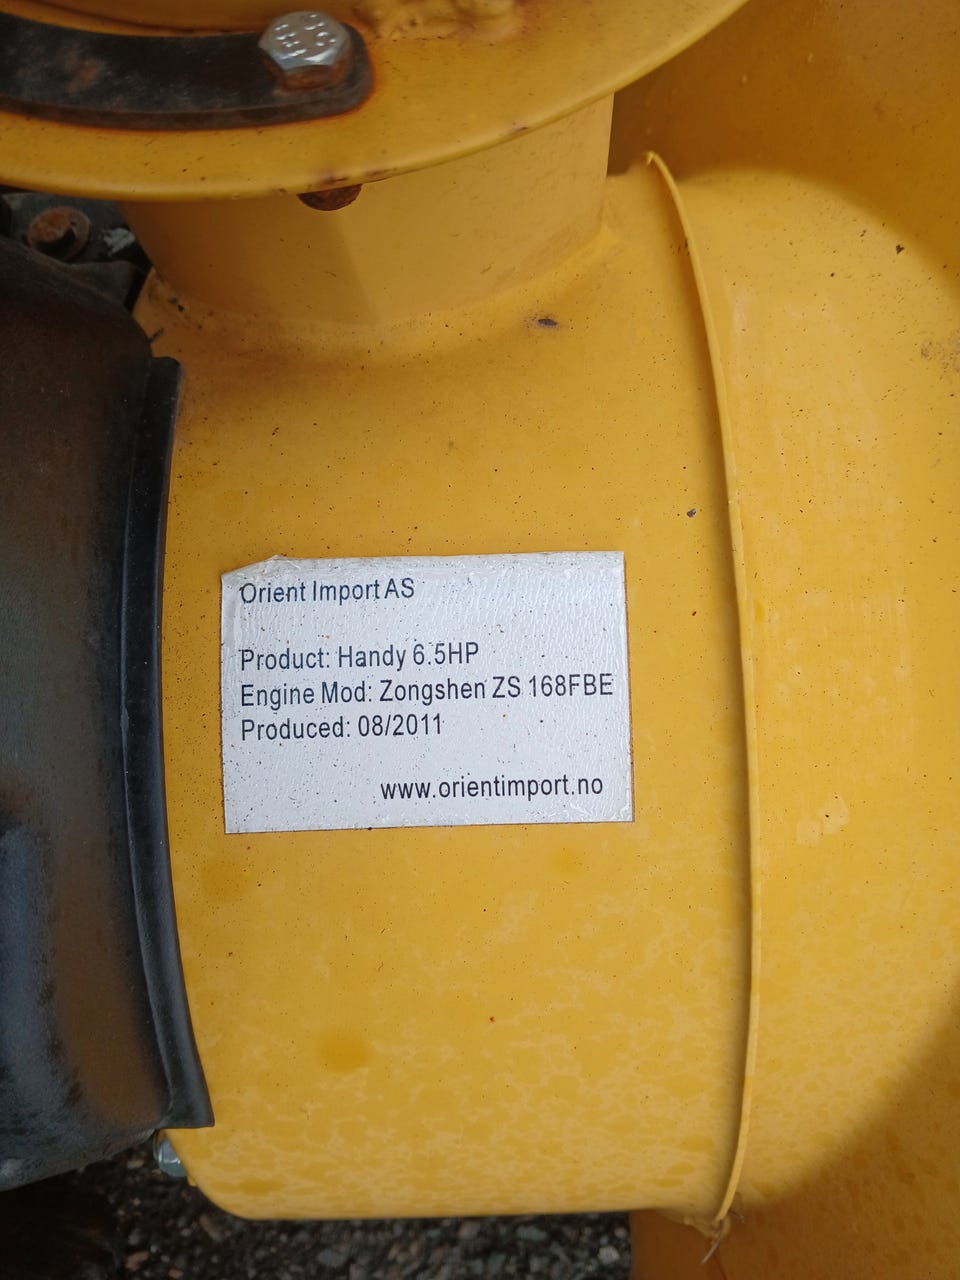 Orient Import AS
Product: Handy 6.5HP
Engine Mod: Zongshen ZS 168FBE
Produced: 08/2011
www.orientimport.no